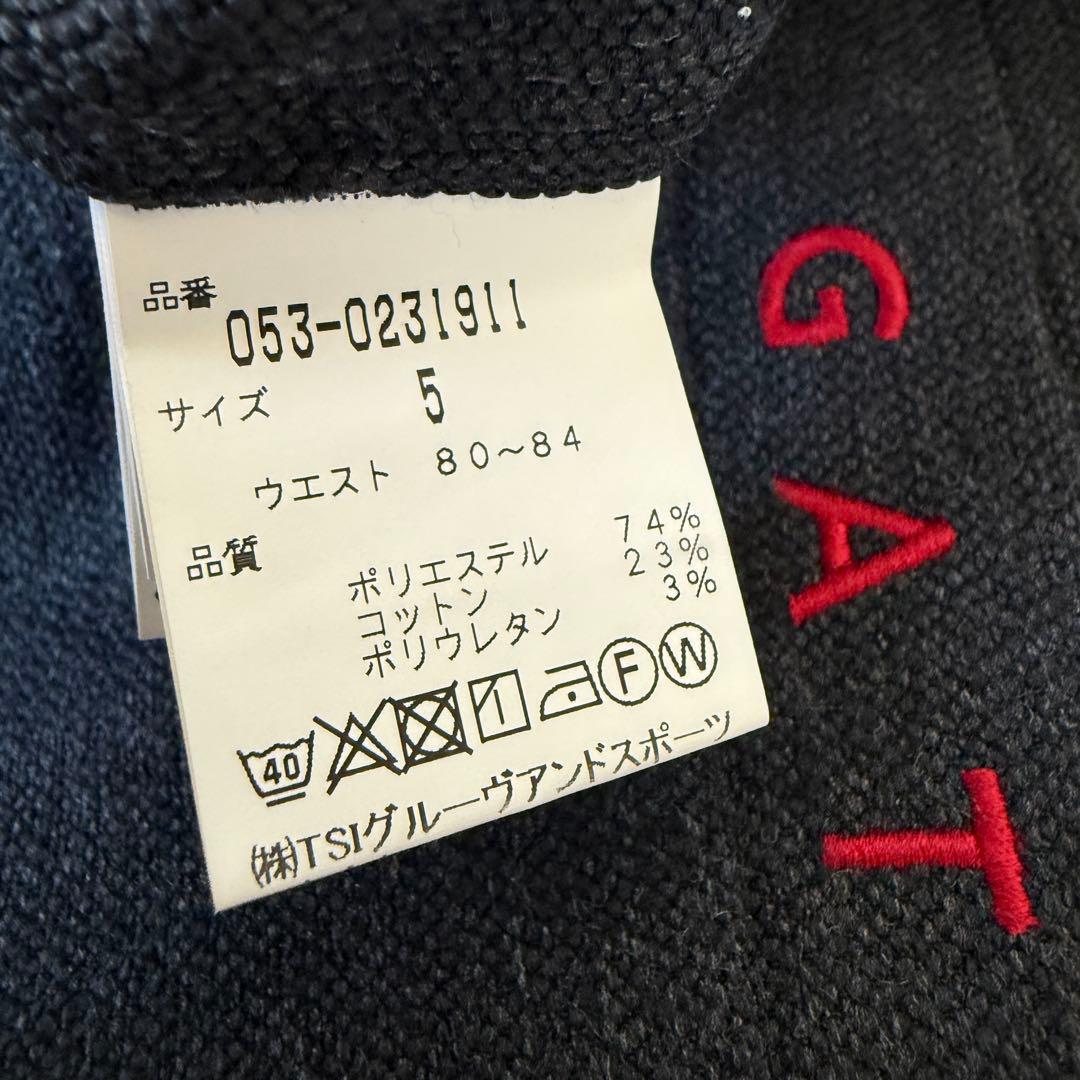 品番 053-0231911
サイズ 5
ウエスト 80~84
品質
ポリエステル 74%
コットン 23%
ポリウレタン 3%
40 F W
㈱TSIグルーヴアンドスポーツ
GAT